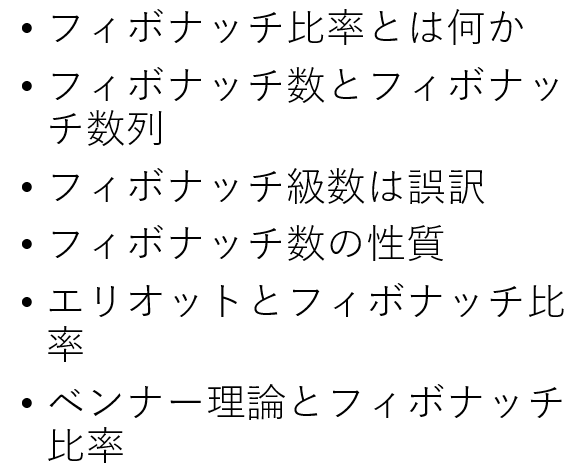 • フィボナッチ比率とは何か
• フィボナッチ数とフィボナッ
チ数列
• フィボナッチ級数は誤訳
• フィボナッチ数の性質
• エリオットとフィボナッチ比
率
• ベンナー理論とフィボナッチ
比率